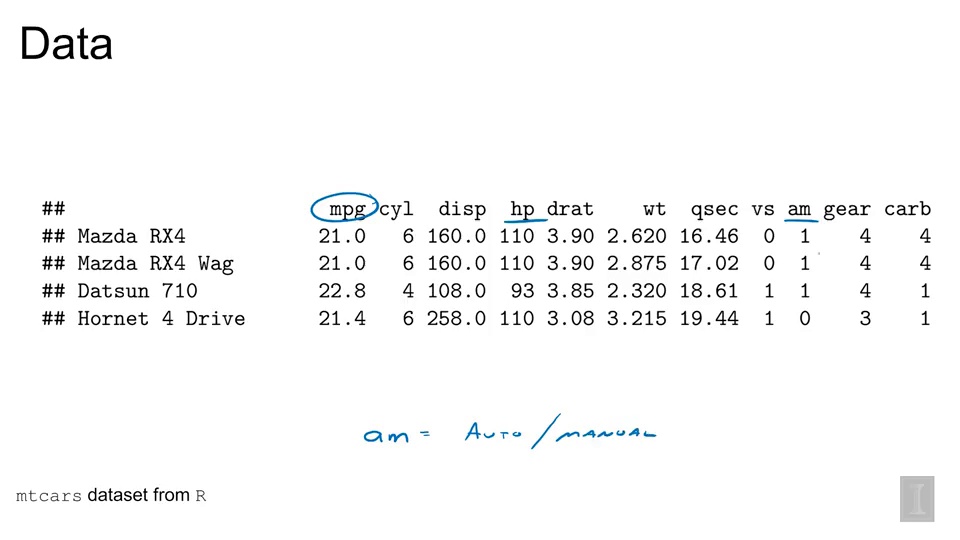 Data
## mpg cyl disp hp drat wt qsec vs am gear carb
## Mazda RX4 21.0 6 160.0 110 3.90 2.620 16.46 0 1 4 4
## Mazda RX4 Wag 21.0 6 160.0 110 3.90 2.875 17.02 0 1 4 4
## Datsun 710 22.8 4 108.0 93 3.85 2.320 18.61 1 1 4 1
## Hornet 4 Drive 21.4 6 258.0 110 3.08 3.215 19.44 1 0 3 1
am = AUTO / MANUAL
mtcars dataset from R
I